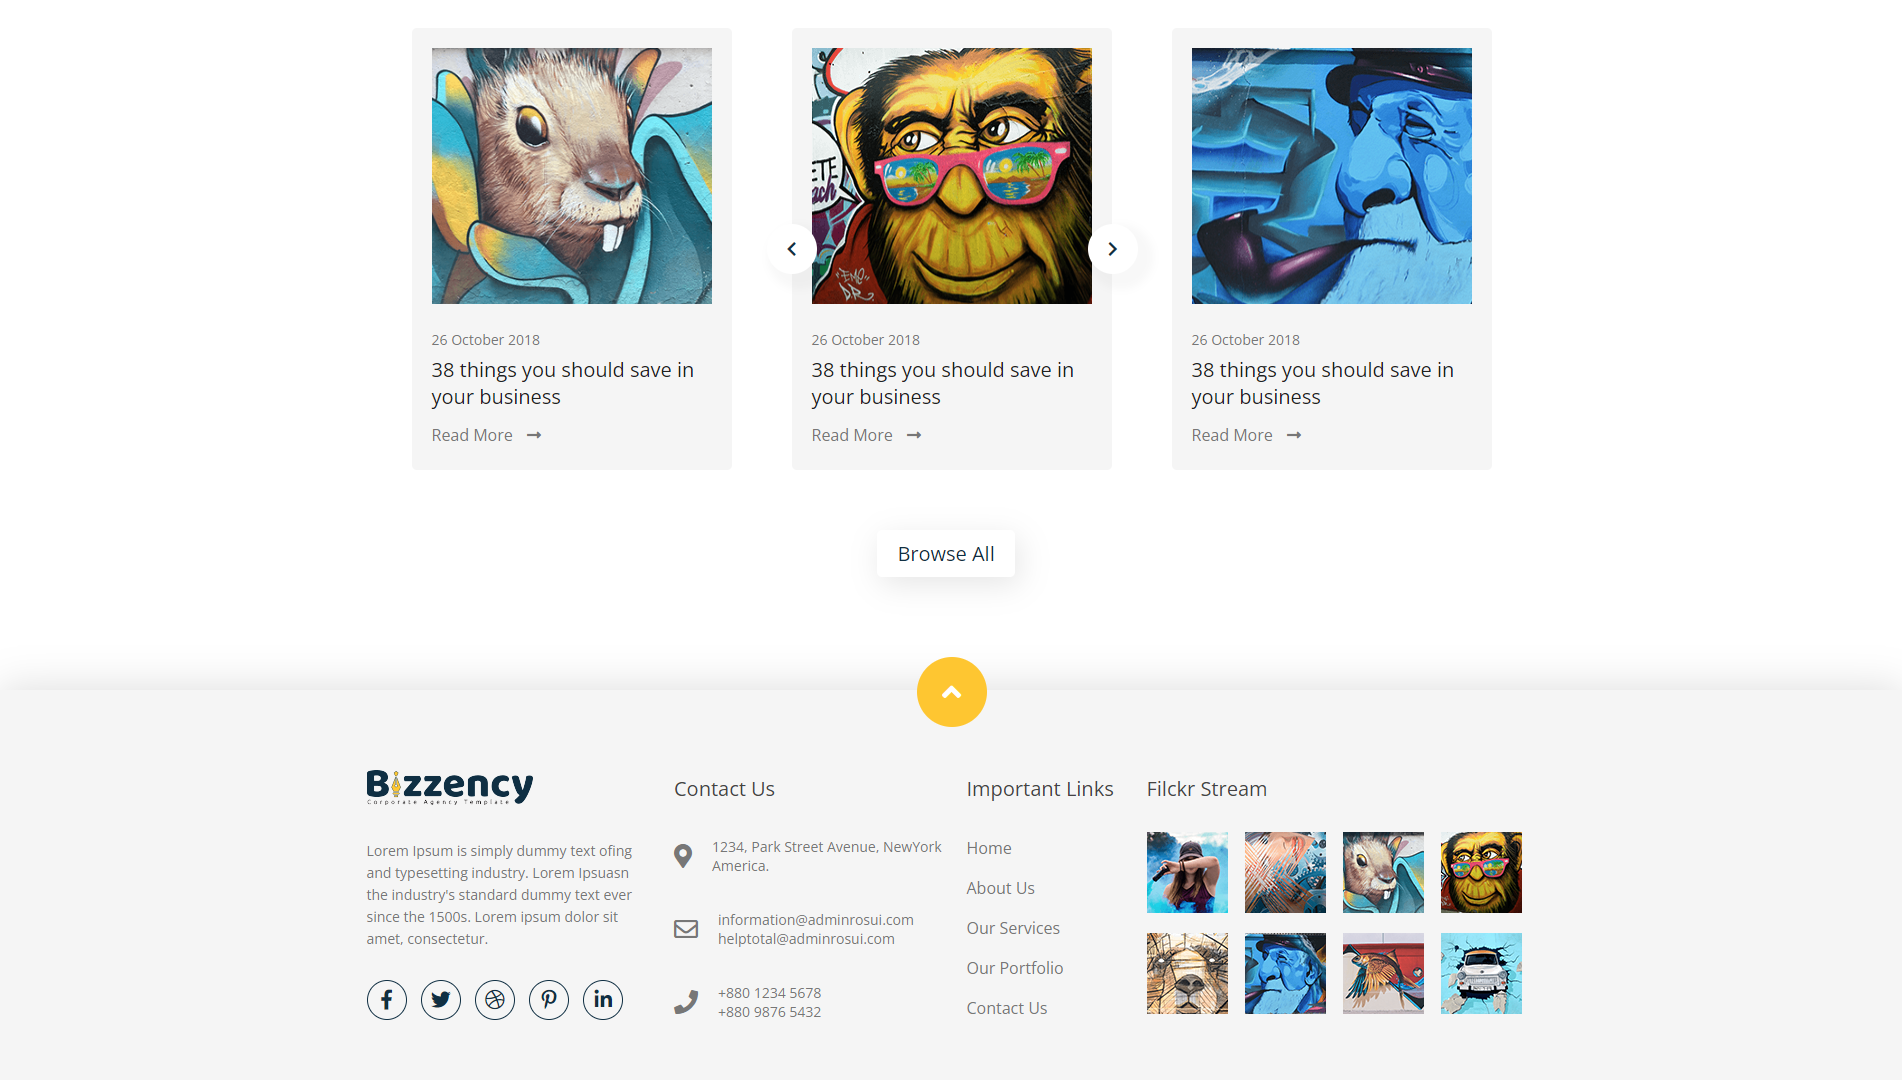 ETE
ach
EMO
D.R.
26 October 2018
38 things you should save in
your business
Read More
26 October 2018
38 things you should save in
your business
Read More
26 October 2018
38 things you should save in
your business
Read More
Browse All
Bizzency
Corporate Agency Template
Lorem Ipsum is simply dummy text ofing
and typesetting industry. Lorem Ipsuasn
the industry's standard dummy text ever
since the 1500s. Lorem ipsum dolor sit
amet, consectetur.
Contact Us
1234, Park Street Avenue, NewYork
America.
information@adminrosui.com
helptotal@adminrosui.com
+880 1234 5678
+880 9876 5432
Important Links
Home
About Us
Our Services
Our Portfolio
Contact Us
Filckr Stream